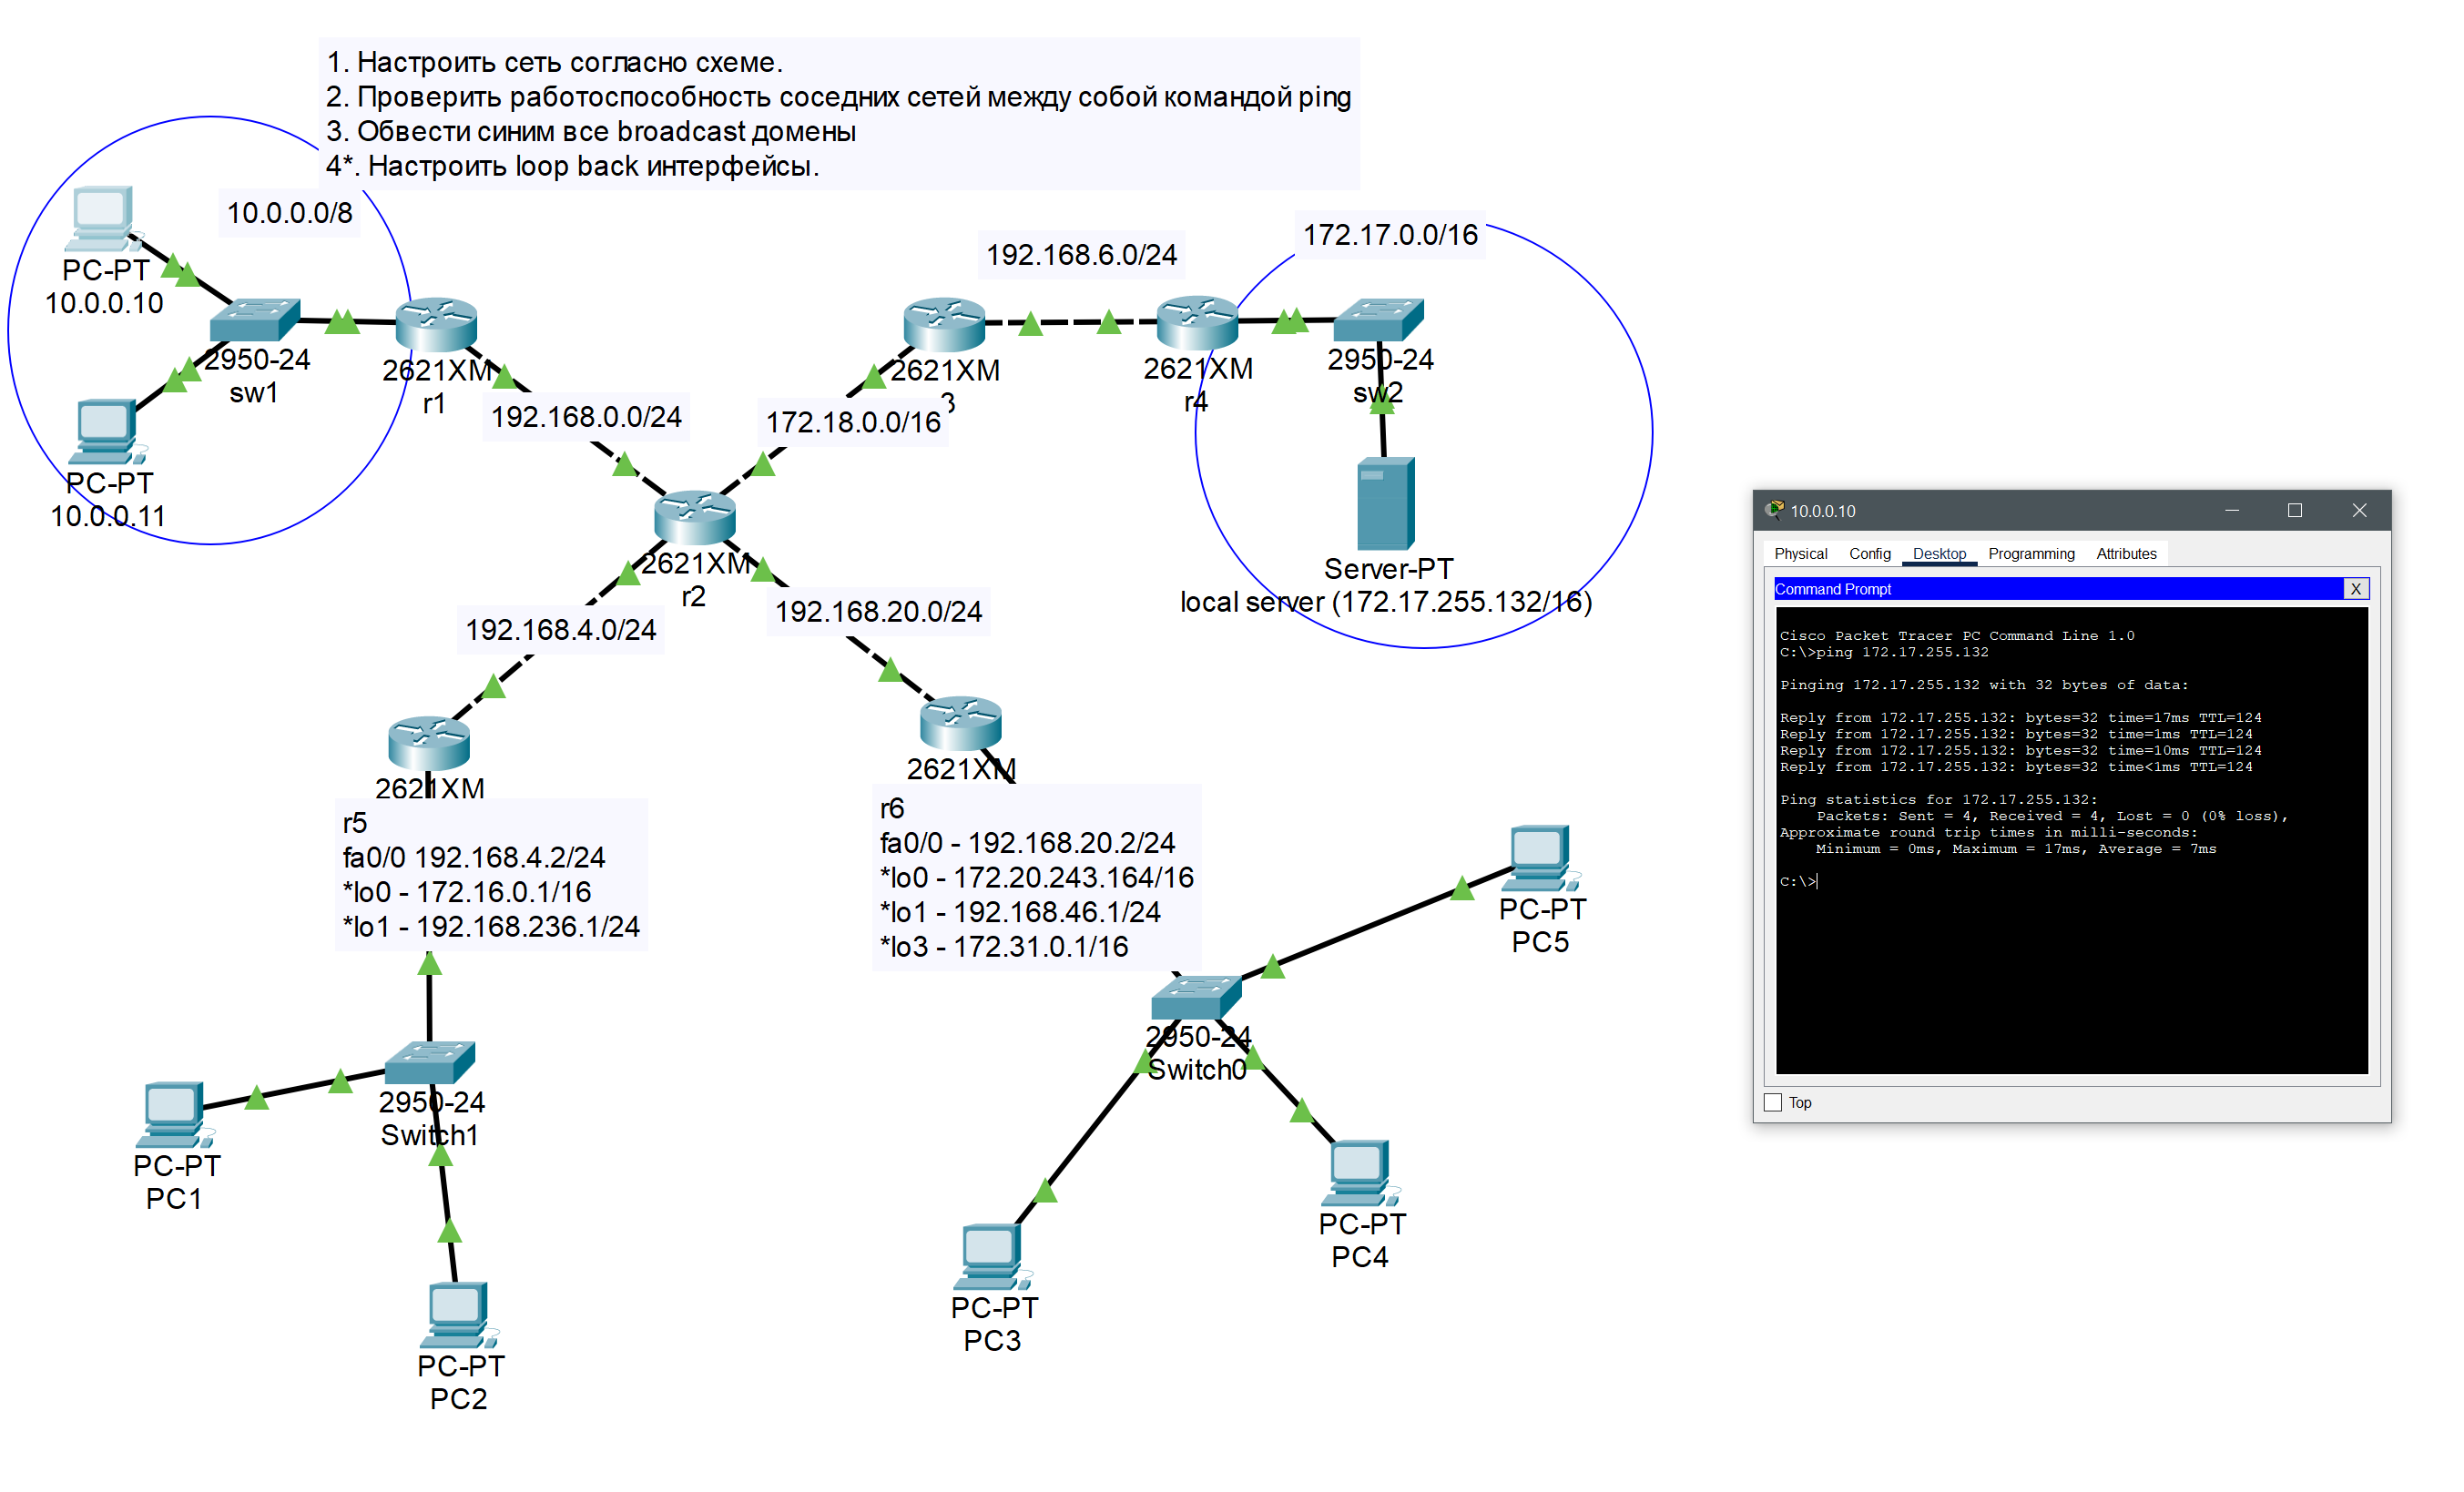 1. Настроить сеть согласно схеме.
2. Проверить работоспособность соседних сетей между собой командой ping
3. Обвести синим все broadcast домены
4*. Настроить loop back интерфейсы.
10.0.0.0/8
PC-PT
10.0.0.10
2950-24
sw1
PC-PT
10.0.0.11
2621XM
r1
192.168.0.0/24
172.18.0.0/16
2621XM
3
192.168.6.0/24
2621XM
r4
172.17.0.0/16
2950-24
sw2
Server-PT
local server (172.17.255.132/16)
2621XM
r2
192.168.4.0/24
192.168.20.0/24
2621XM
r5
fa0/0 192.168.4.2/24
*lo0 - 172.16.0.1/16
*lo1 - 192.168.236.1/24
2621XM
r6
fa0/0 - 192.168.20.2/24
*lo0 - 172.20.243.164/16
*lo1 - 192.168.46.1/24
*lo3 - 172.31.0.1/16
PC-PT
PC5
2950-24
Switch0
2950-24
Switch1
PC-PT
PC1
PC-PT
PC2
PC-PT
PC3
PC-PT
PC4
10.0.0.10
Physical Config Desktop Programming Attributes
Command Prompt X
Cisco Packet Tracer PC Command Line 1.0
C:\>ping 172.17.255.132
Pinging 172.17.255.132 with 32 bytes of data:
Reply from 172.17.255.132: bytes=32 time=17ms TTL=124
Reply from 172.17.255.132: bytes=32 time=1ms TTL=124
Reply from 172.17.255.132: bytes=32 time=10ms TTL=124
Reply from 172.17.255.132: bytes=32 time<1ms TTL=124
Ping statistics for 172.17.255.132:
Packets: Sent = 4, Received = 4, Lost = 0 (0% loss),
Approximate round trip times in milli-seconds:
Minimum = 0ms, Maximum = 17ms, Average = 7ms
C:\>
Top